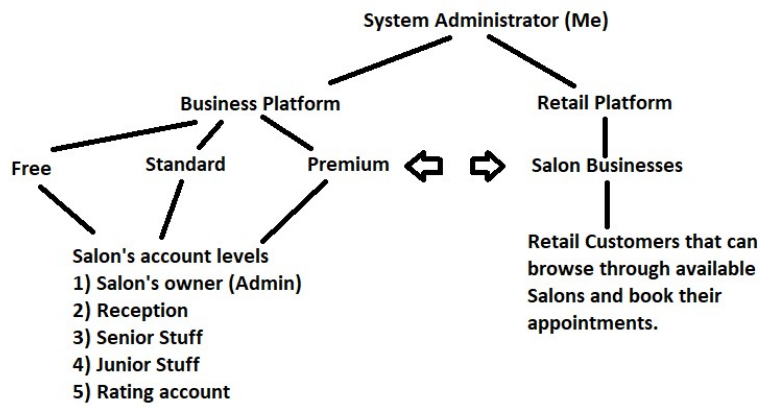 System Administrator (Me)
Business Platform
Retail Platform
Free
Standard
Premium
Salon Businesses
Salon's account levels
1) Salon's owner (Admin)
2) Reception
3) Senior Stuff
4) Junior Stuff
5) Rating account
Retail Customers that can
browse through available
Salons and book their
appointments.